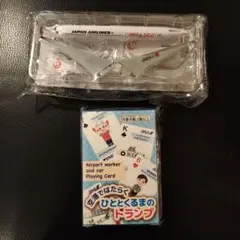 JAPAN AIRLINES
K
Airport worker
and car
Playing Card
空港ではたらく
ひととくるまの
トランプ